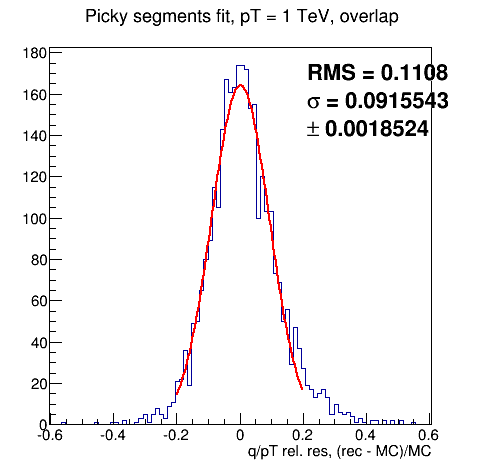 Picky segments fit, pT = 1 TeV, overlap
RMS = 0.1108
σ = 0.0915543
± 0.0018524
180
160
140
120
100
80
60
40
20
0
-0.6 -0.4 -0.2 0 0.2 0.4 0.6
q/pT rel. res, (rec - MC)/MC